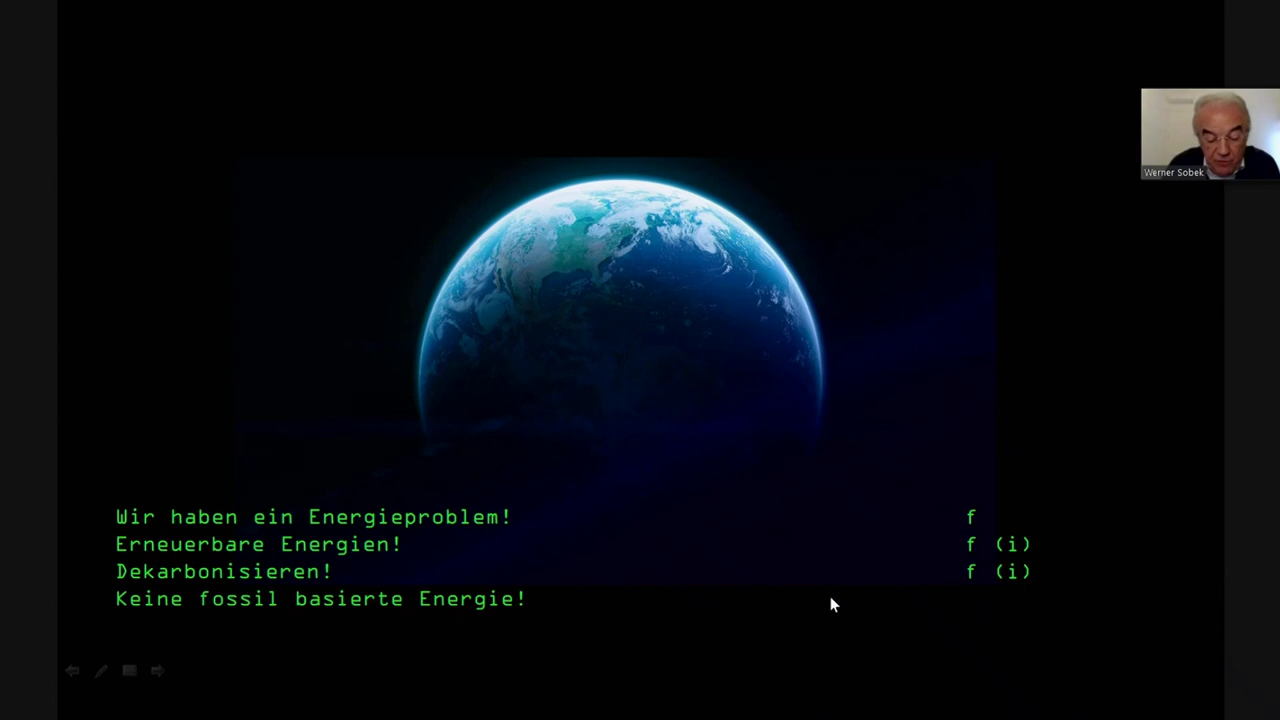 Werner Sobek
Wir haben ein Energieproblem! f
Erneuerbare Energien! f (i)
Dekarbonisieren! f (i)
Keine fossil basierte Energie!